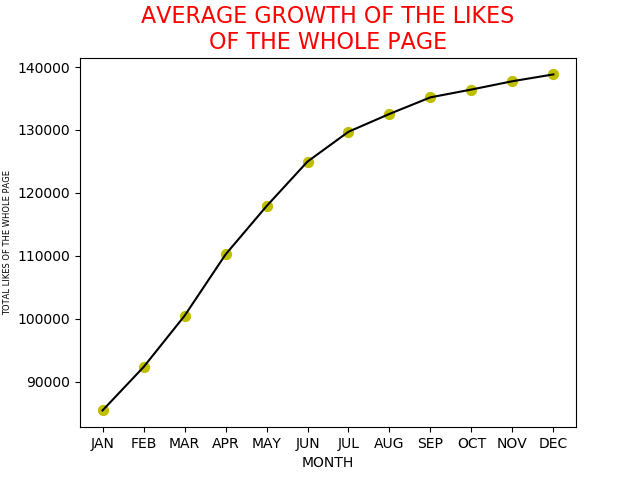 AVERAGE GROWTH OF THE LIKES
OF THE WHOLE PAGE
TOTAL LIKES OF THE WHOLE PAGE
140000
130000
120000
110000
100000
90000
JAN FEB MAR APR MAY JUN JUL AUG SEP OCT NOV DEC
MONTH